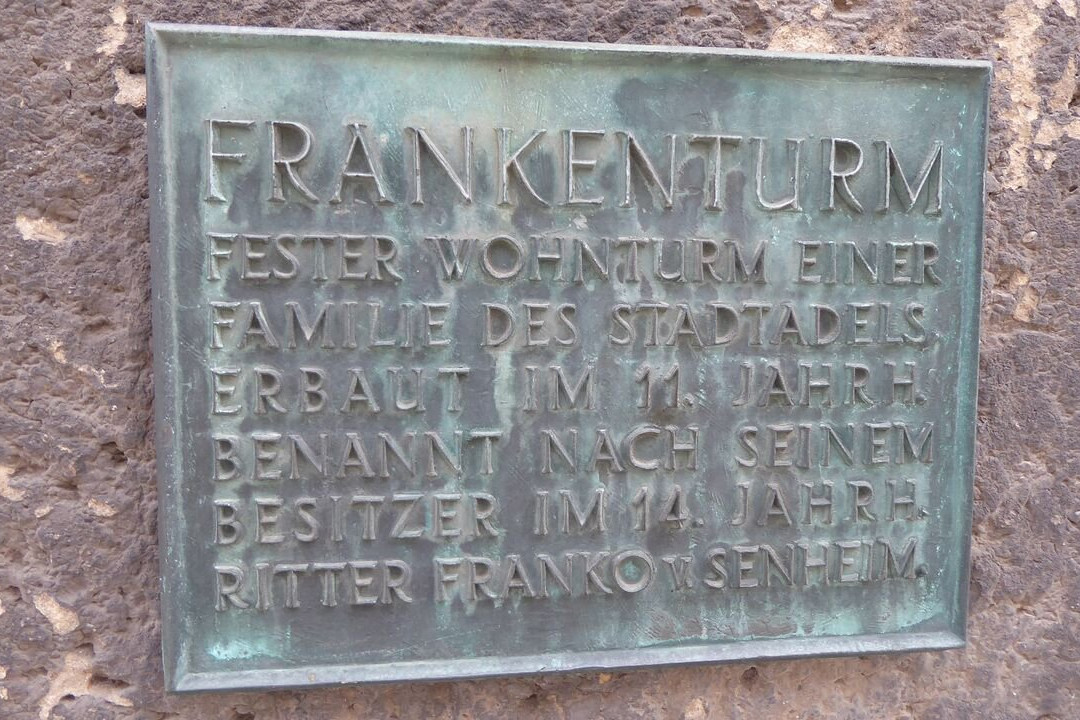 FRANKENTURM
FESTER WOHNTURM EINER
FAMILIE DES STADTADELS.
ERBAUT IM 11. JAHRH.
BENANNT NACH SEINEM
BESITZER IM 14. JAHRH.
RITTER FRANKO v. SENHEIM.